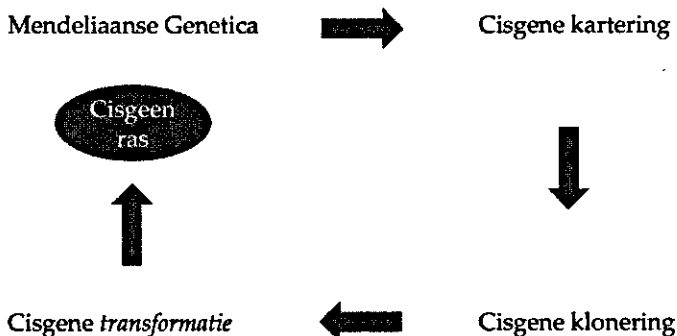 Mendeliaanse Genetica
Cisgene kartering
Cisgeen
ras
Cisgene transformatie
Cisgene klonering